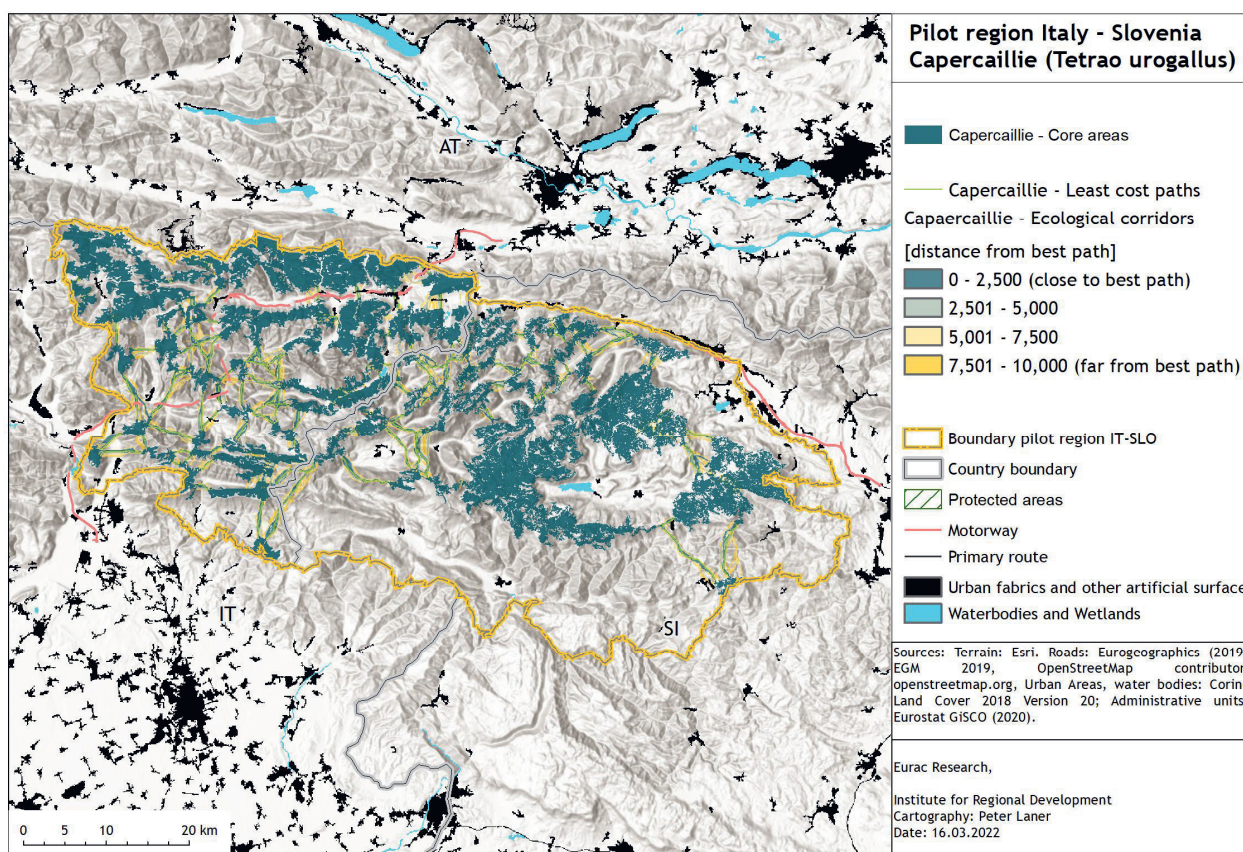 Pilot region Italy - Slovenia
Capercaillie (Tetrao urogallus)
Capercaillie - Core areas
Capercaillie - Least cost paths
Capaercaillie - Ecological corridors
[distance from best path]
0 - 2,500 (close to best path)
2,501 - 5,000
5,001 - 7,500
7,501 - 10,000 (far from best path)
Boundary pilot region IT-SLO
Country boundary
Protected areas
Motorway
Primary route
Urban fabrics and other artificial surface
Waterbodies and Wetlands
Sources: Terrain: Esri. Roads: Eurogeographics (2019
EGM 2019, OpenStreetMap contributor
openstreetmap.org, Urban Areas, water bodies: Corin
Land Cover 2018 Version 20; Administrative units
Eurostat GiSCO (2020).
Eurac Research,
Institute for Regional Development
Cartography: Peter Laner
Date: 16.03.2022
AT
IT
SI
0 5 10 20 km